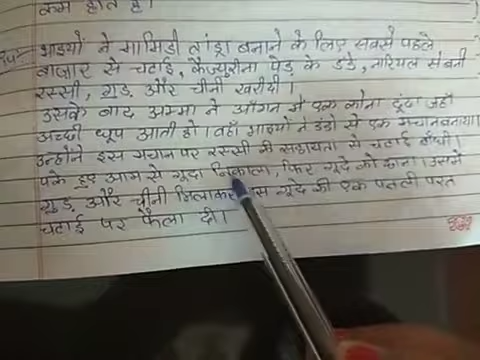 कम होते हैं।
भाइयों ने मामिडी तांड्रा बनाने के लिए सबसे पहले
बाज़ार से चटाई, कैज्यूरीना पेड़ के डंडे, नारियल से बनी
रस्सी, गुड़ और चीनी खरीदी।
उसके बाद अम्मा ने आँगन में एक कोना ढूंढा जहाँ
अच्छी धूप आती हो। वहाँ भाइयों ने डंडो से एक मचान बनाया।
उन्होंने इस मचान पर रस्सी की सहायता से चटाई बाँधी।
पके हुए आम से गूदा निकाला, फिर गूदे को छाना। उसमें
गुड़ और चीनी मिलाकर इस गूदे की एक पतली परत
चटाई पर फैला दी।